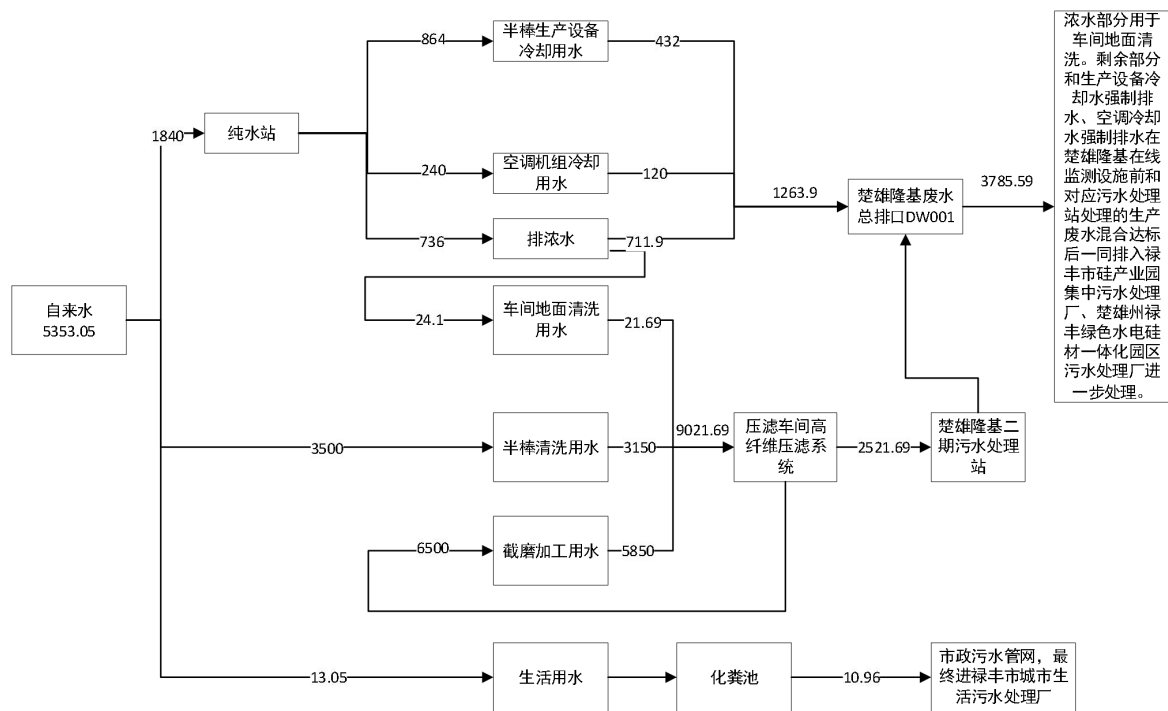 自来水
5353.05
1840
纯水站
864
半棒生产设备
冷却用水
432
240
空调机组冷却
用水
120
736
排浓水
711.9
24.1
车间地面清洗
用水
21.69
3500
半棒清洗用水
3150
6500
截磨加工用水
5850
9021.69
压滤车间高
纤维压滤系
统
2521.69
楚雄隆基二
期污水处理
站
1263.9
楚雄隆基废水
总排口DW001
3785.59
浓水部分用于
车间地面清
洗。剩余部分
和生产设备冷
却水强制排
水、空调冷却
水强制排水在
楚雄隆基在线
监测设施前和
对应污水处理
站处理的生产
废水混合达标
后一同排入禄
丰市硅产业园
集中污水处理
厂、楚雄州禄
丰绿色水电硅
材一体化园区
污水处理厂进
一步处理。
13.05
生活用水
化粪池
10.96
市政污水管网，最
终进禄丰市城市生
活污水处理厂